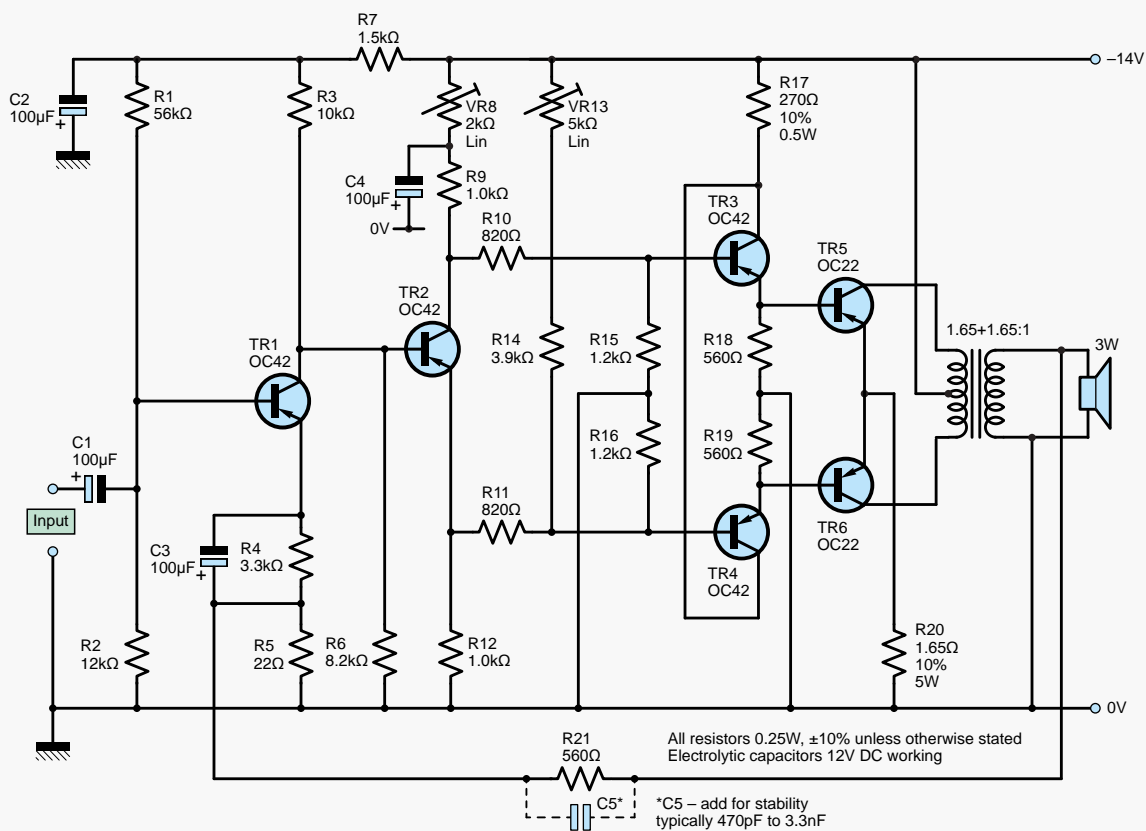 R7
1.5kΩ
–14V
C2
100µF
+
R1
56kΩ
R3
10kΩ
VR8
2kΩ
Lin
VR13
5kΩ
Lin
R17
270Ω
10%
0.5W
C4
100µF
+
0V
R9
1.0kΩ
R10
820Ω
TR3
OC42
TR5
OC22
TR2
OC42
TR1
OC42
R14
3.9kΩ
R15
1.2kΩ
R18
560Ω
1.65+1.65:1
3W
C1
100µF
+
Input
R16
1.2kΩ
R19
560Ω
R11
820Ω
TR6
OC22
C3
100µF
+
R4
3.3kΩ
TR4
OC42
R2
12kΩ
R5
22Ω
R6
8.2kΩ
R12
1.0kΩ
R20
1.65Ω
10%
5W
0V
R21
560Ω
All resistors 0.25W, ±10% unless otherwise stated
Electrolytic capacitors 12V DC working
C5*
*C5 – add for stability
typically 470pF to 3.3nF